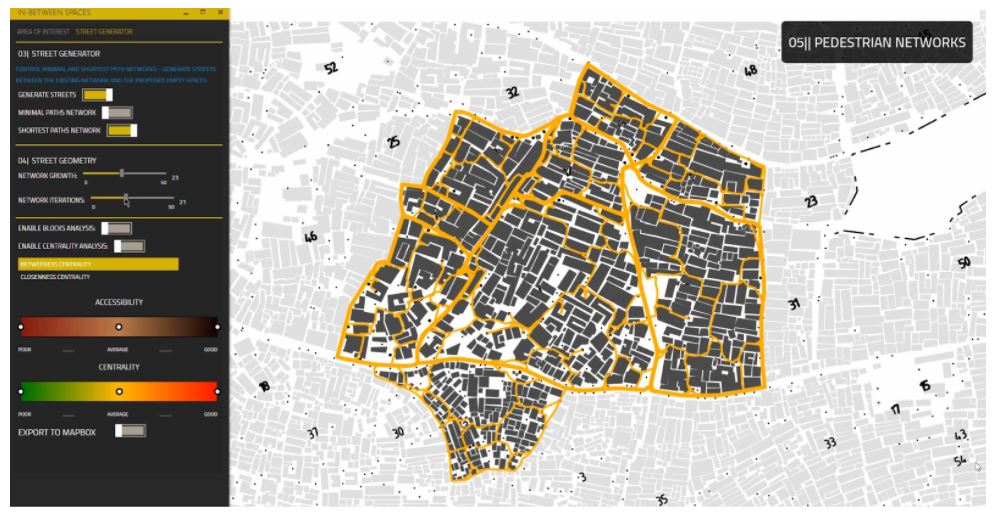 IN-BETWEEN SPACES
AREA OF INTEREST STREET GENERATOR
03| STREET GENERATOR
CONTROL MINIMAL AND SHORTEST PATH NETWORKS - GENERATE STREETS
BETWEEN THE EXISTING NETWORK AND THE PROPOSED EMPTY SPACES
GENERATE STREETS
MINIMAL PATHS NETWORK
SHORTEST PATHS NETWORK
04| STREET GEOMETRY
NETWORK GROWTH: 23
0 50
NETWORK ITERATIONS: 21
0 50
ENABLE BLOCKS ANALYSIS:
ENABLE CENTRALITY ANALYSIS:
BETWEENESS CENTRALITY
CLOSENNESS CENTRALITY
ACCESSIBILITY
POOR AVERAGE GOOD
CENTRALITY
POOR AVERAGE GOOD
EXPORT TO MAPBOX
05|| PEDESTRIAN NETWORKS
52
48
32
25
23
46
50
31
18
15
17
37
30
33
43
54
3
35